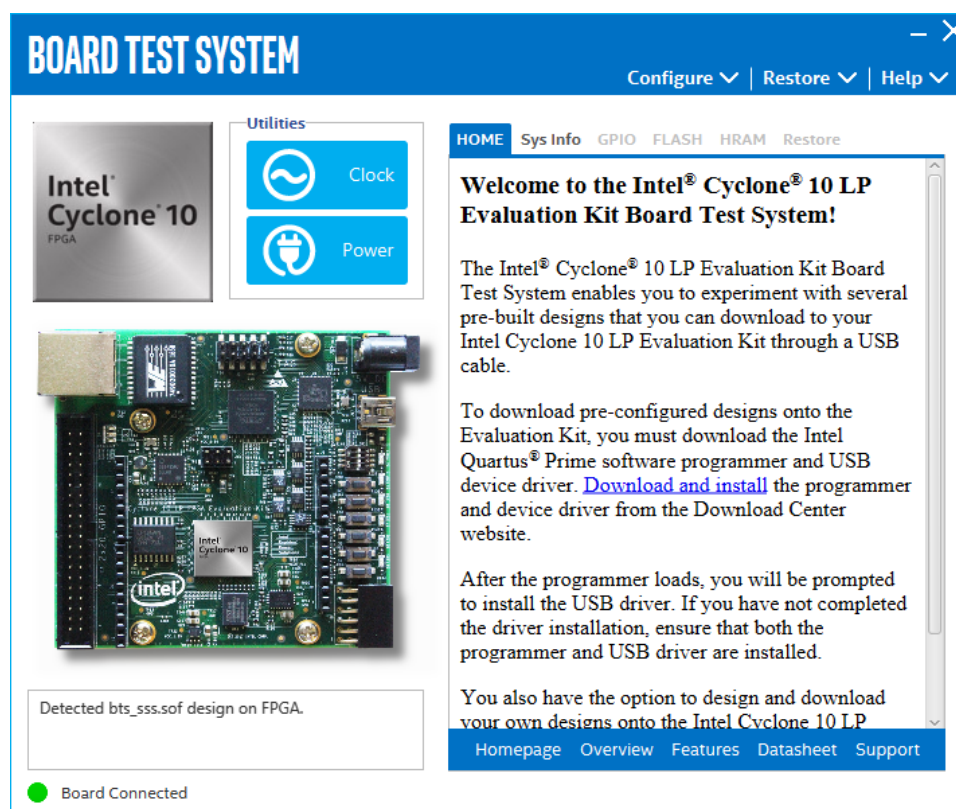 BOARD TEST SYSTEM
Configure | Restore | Help
Intel® Cyclone® 10
FPGA
Utilities
Clock
Power
HOME Sys Info GPIO FLASH HRAM Restore
Welcome to the Intel® Cyclone® 10 LP
Evaluation Kit Board Test System!
The Intel® Cyclone® 10 LP Evaluation Kit Board
Test System enables you to experiment with several
pre-built designs that you can download to your
Intel Cyclone 10 LP Evaluation Kit through a USB
cable.
To download pre-configured designs onto the
Evaluation Kit, you must download the Intel
Quartus® Prime software programmer and USB
device driver. Download and install the programmer
and device driver from the Download Center
website.
After the programmer loads, you will be prompted
to install the USB driver. If you have not completed
the driver installation, ensure that both the
programmer and USB driver are installed.
You also have the option to design and download
your own designs onto the Intel Cyclone 10 LP
Homepage Overview Features Datasheet Support
Intel
Cyclone 10
intel
Detected bts_sss.sof design on FPGA.
Board Connected